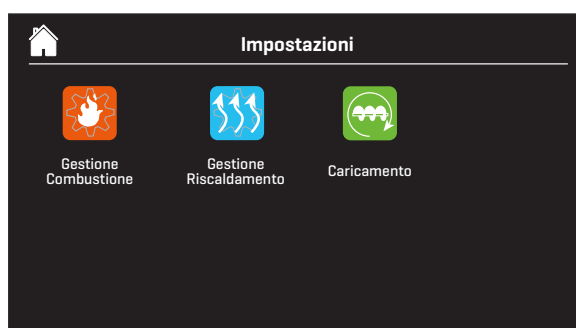 Impostazioni
Gestione
Combustione
Gestione
Riscaldamento
Caricamento